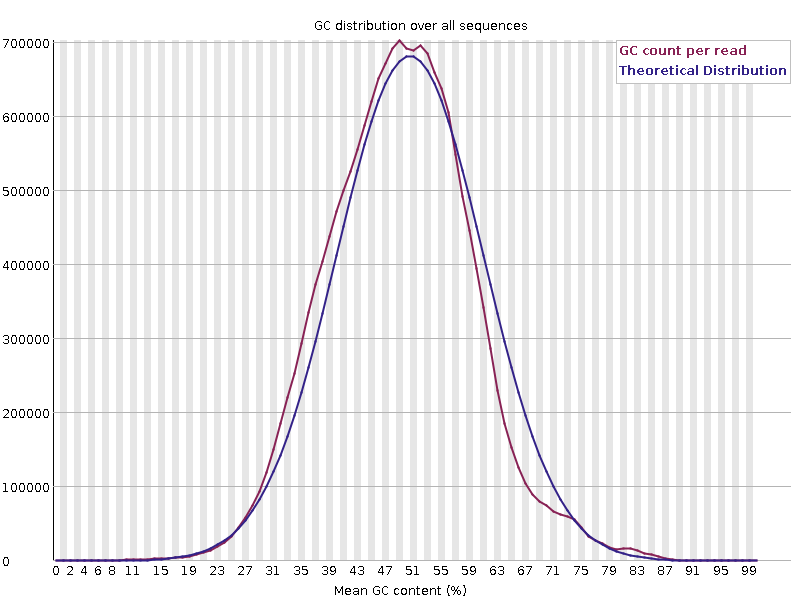 GC distribution over all sequences
GC count per read
Theoretical Distribution
700000
600000
500000
400000
300000
200000
100000
0
0 2 4 6 8 11 15 19 23 27 31 35 39 43 47 51 55 59 63 67 71 75 79 83 87 91 95 99
Mean GC content (%)